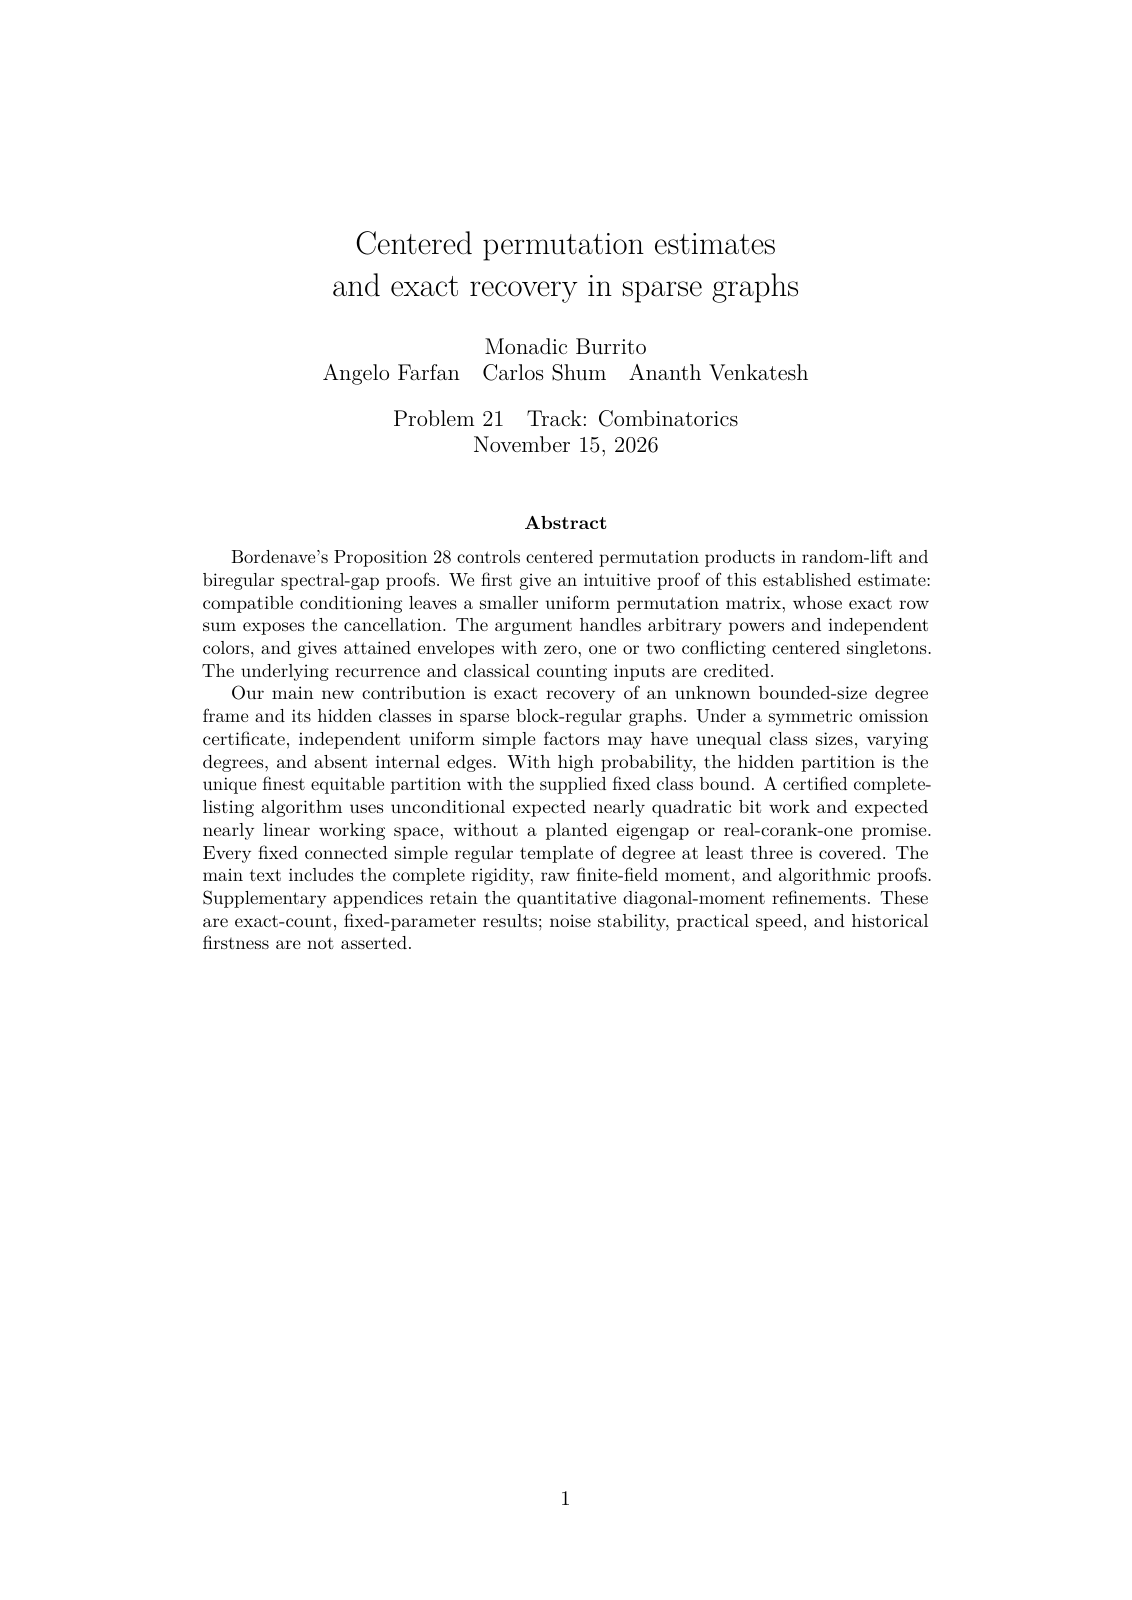 Centered permutation estimates
and exact recovery in sparse graphs
Monadic Burrito
Angelo Farfan Carlos Shum Ananth Venkatesh
Problem 21 Track: Combinatorics
November 15, 2026
Abstract
Bordenave's Proposition 28 controls centered permutation products in random-lift and
biregular spectral-gap proofs. We first give an intuitive proof of this established estimate:
compatible conditioning leaves a smaller uniform permutation matrix, whose exact row
sum exposes the cancellation. The argument handles arbitrary powers and independent
colors, and gives attained envelopes with zero, one or two conflicting centered singletons.
The underlying recurrence and classical counting inputs are credited.
Our main new contribution is exact recovery of an unknown bounded-size degree
frame and its hidden classes in sparse block-regular graphs. Under a symmetric omission
certificate, independent uniform simple factors may have unequal class sizes, varying
degrees, and absent internal edges. With high probability, the hidden partition is the
unique finest equitable partition with the supplied fixed class bound. A certified complete-
listing algorithm uses unconditional expected nearly quadratic bit work and expected
nearly linear working space, without a planted eigengap or real-corank-one promise.
Every fixed connected simple regular template of degree at least three is covered. The
main text includes the complete rigidity, raw finite-field moment, and algorithmic proofs.
Supplementary appendices retain the quantitative diagonal-moment refinements. These
are exact-count, fixed-parameter results; noise stability, practical speed, and historical
firstness are not asserted.
1